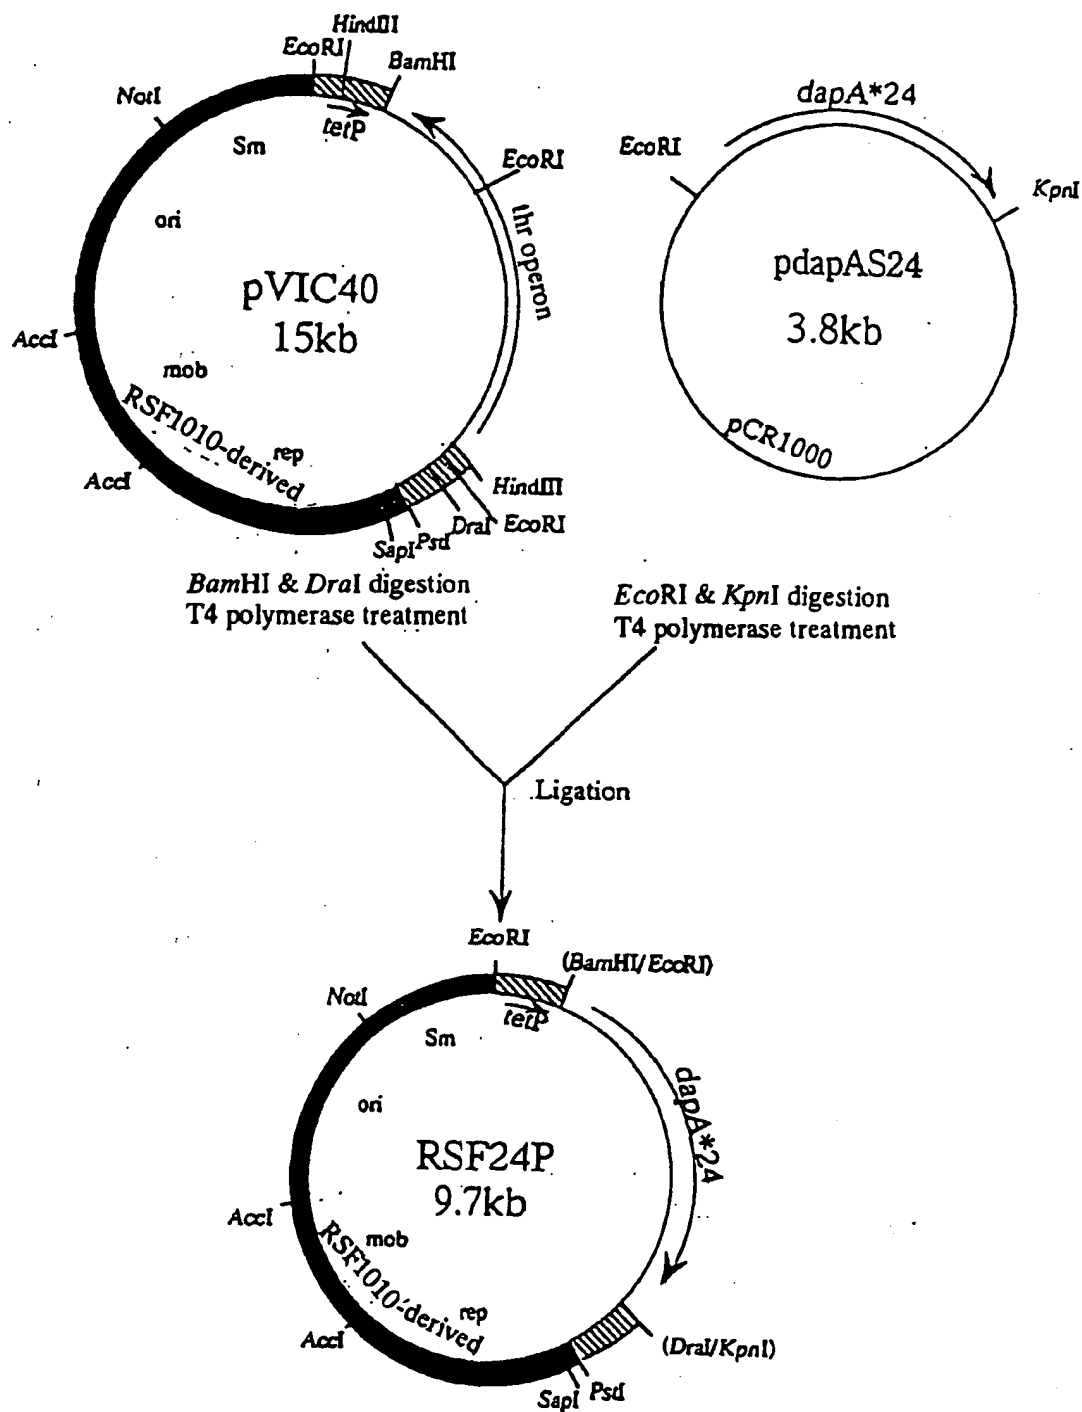 HindIII
EcoRI
BamHI
NotI
tetP
Sm
EcoRI
ori
thr operon
pVIC40
15kb
AccI
mob
RSF1010-derived
rep
AccI
HindIII
EcoRI
DraI
PstI
SapI
dapA*24
EcoRI
KpnI
pdapAS24
3.8kb
pCR1000
BamHI & DraI digestion
T4 polymerase treatment
EcoRI & KpnI digestion
T4 polymerase treatment
Ligation
EcoRI
(BamHI/EcoRI)
NotI
tetP
Sm
dapA*24
ori
RSF24P
9.7kb
AccI
mob
RSF1010-derived
rep
AccI
(DraI/KpnI)
SapI PstI